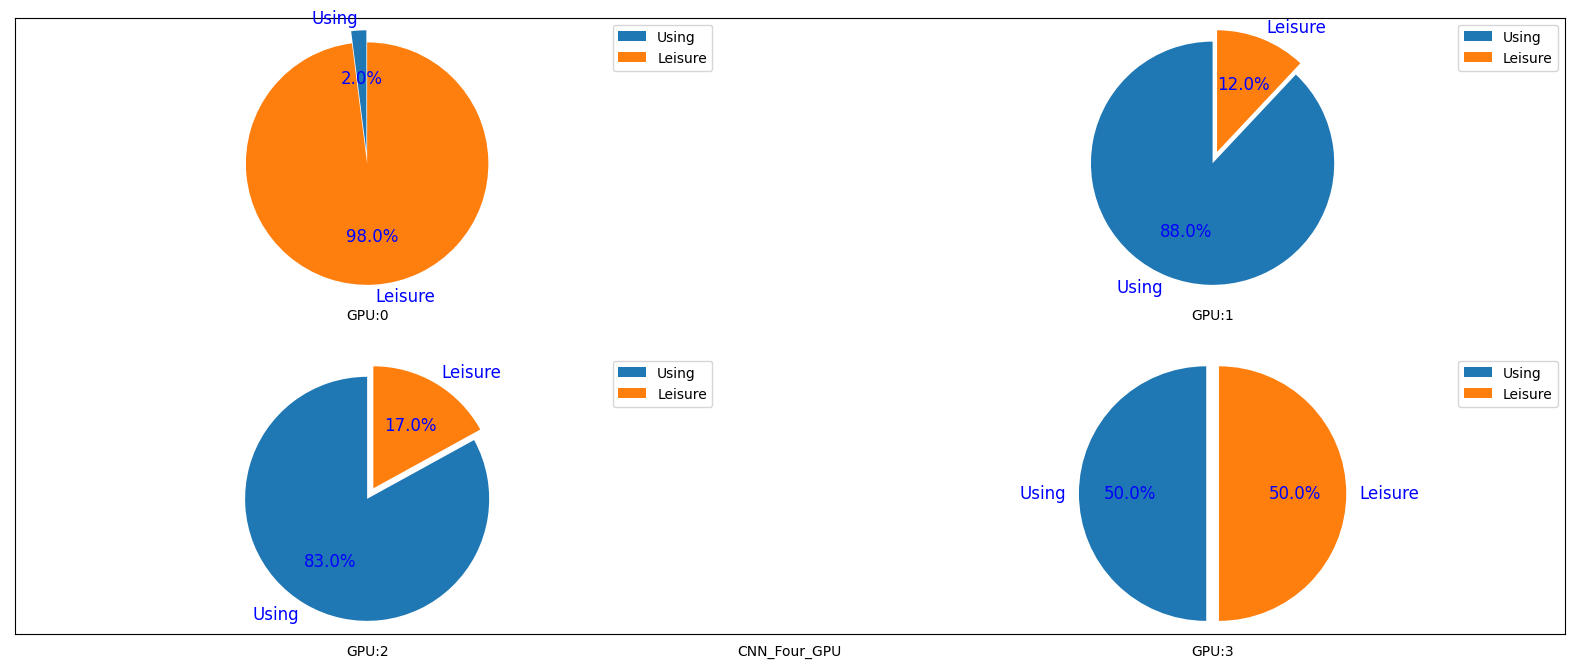 Using
2.0%
98.0%
Leisure
GPU:0
Using
Leisure
Leisure
12.0%
88.0%
Using
GPU:1
Using
Leisure
Leisure
17.0%
83.0%
Using
GPU:2
Using
Leisure
Using
50.0%
50.0%
Leisure
GPU:3
Using
Leisure
CNN_Four_GPU